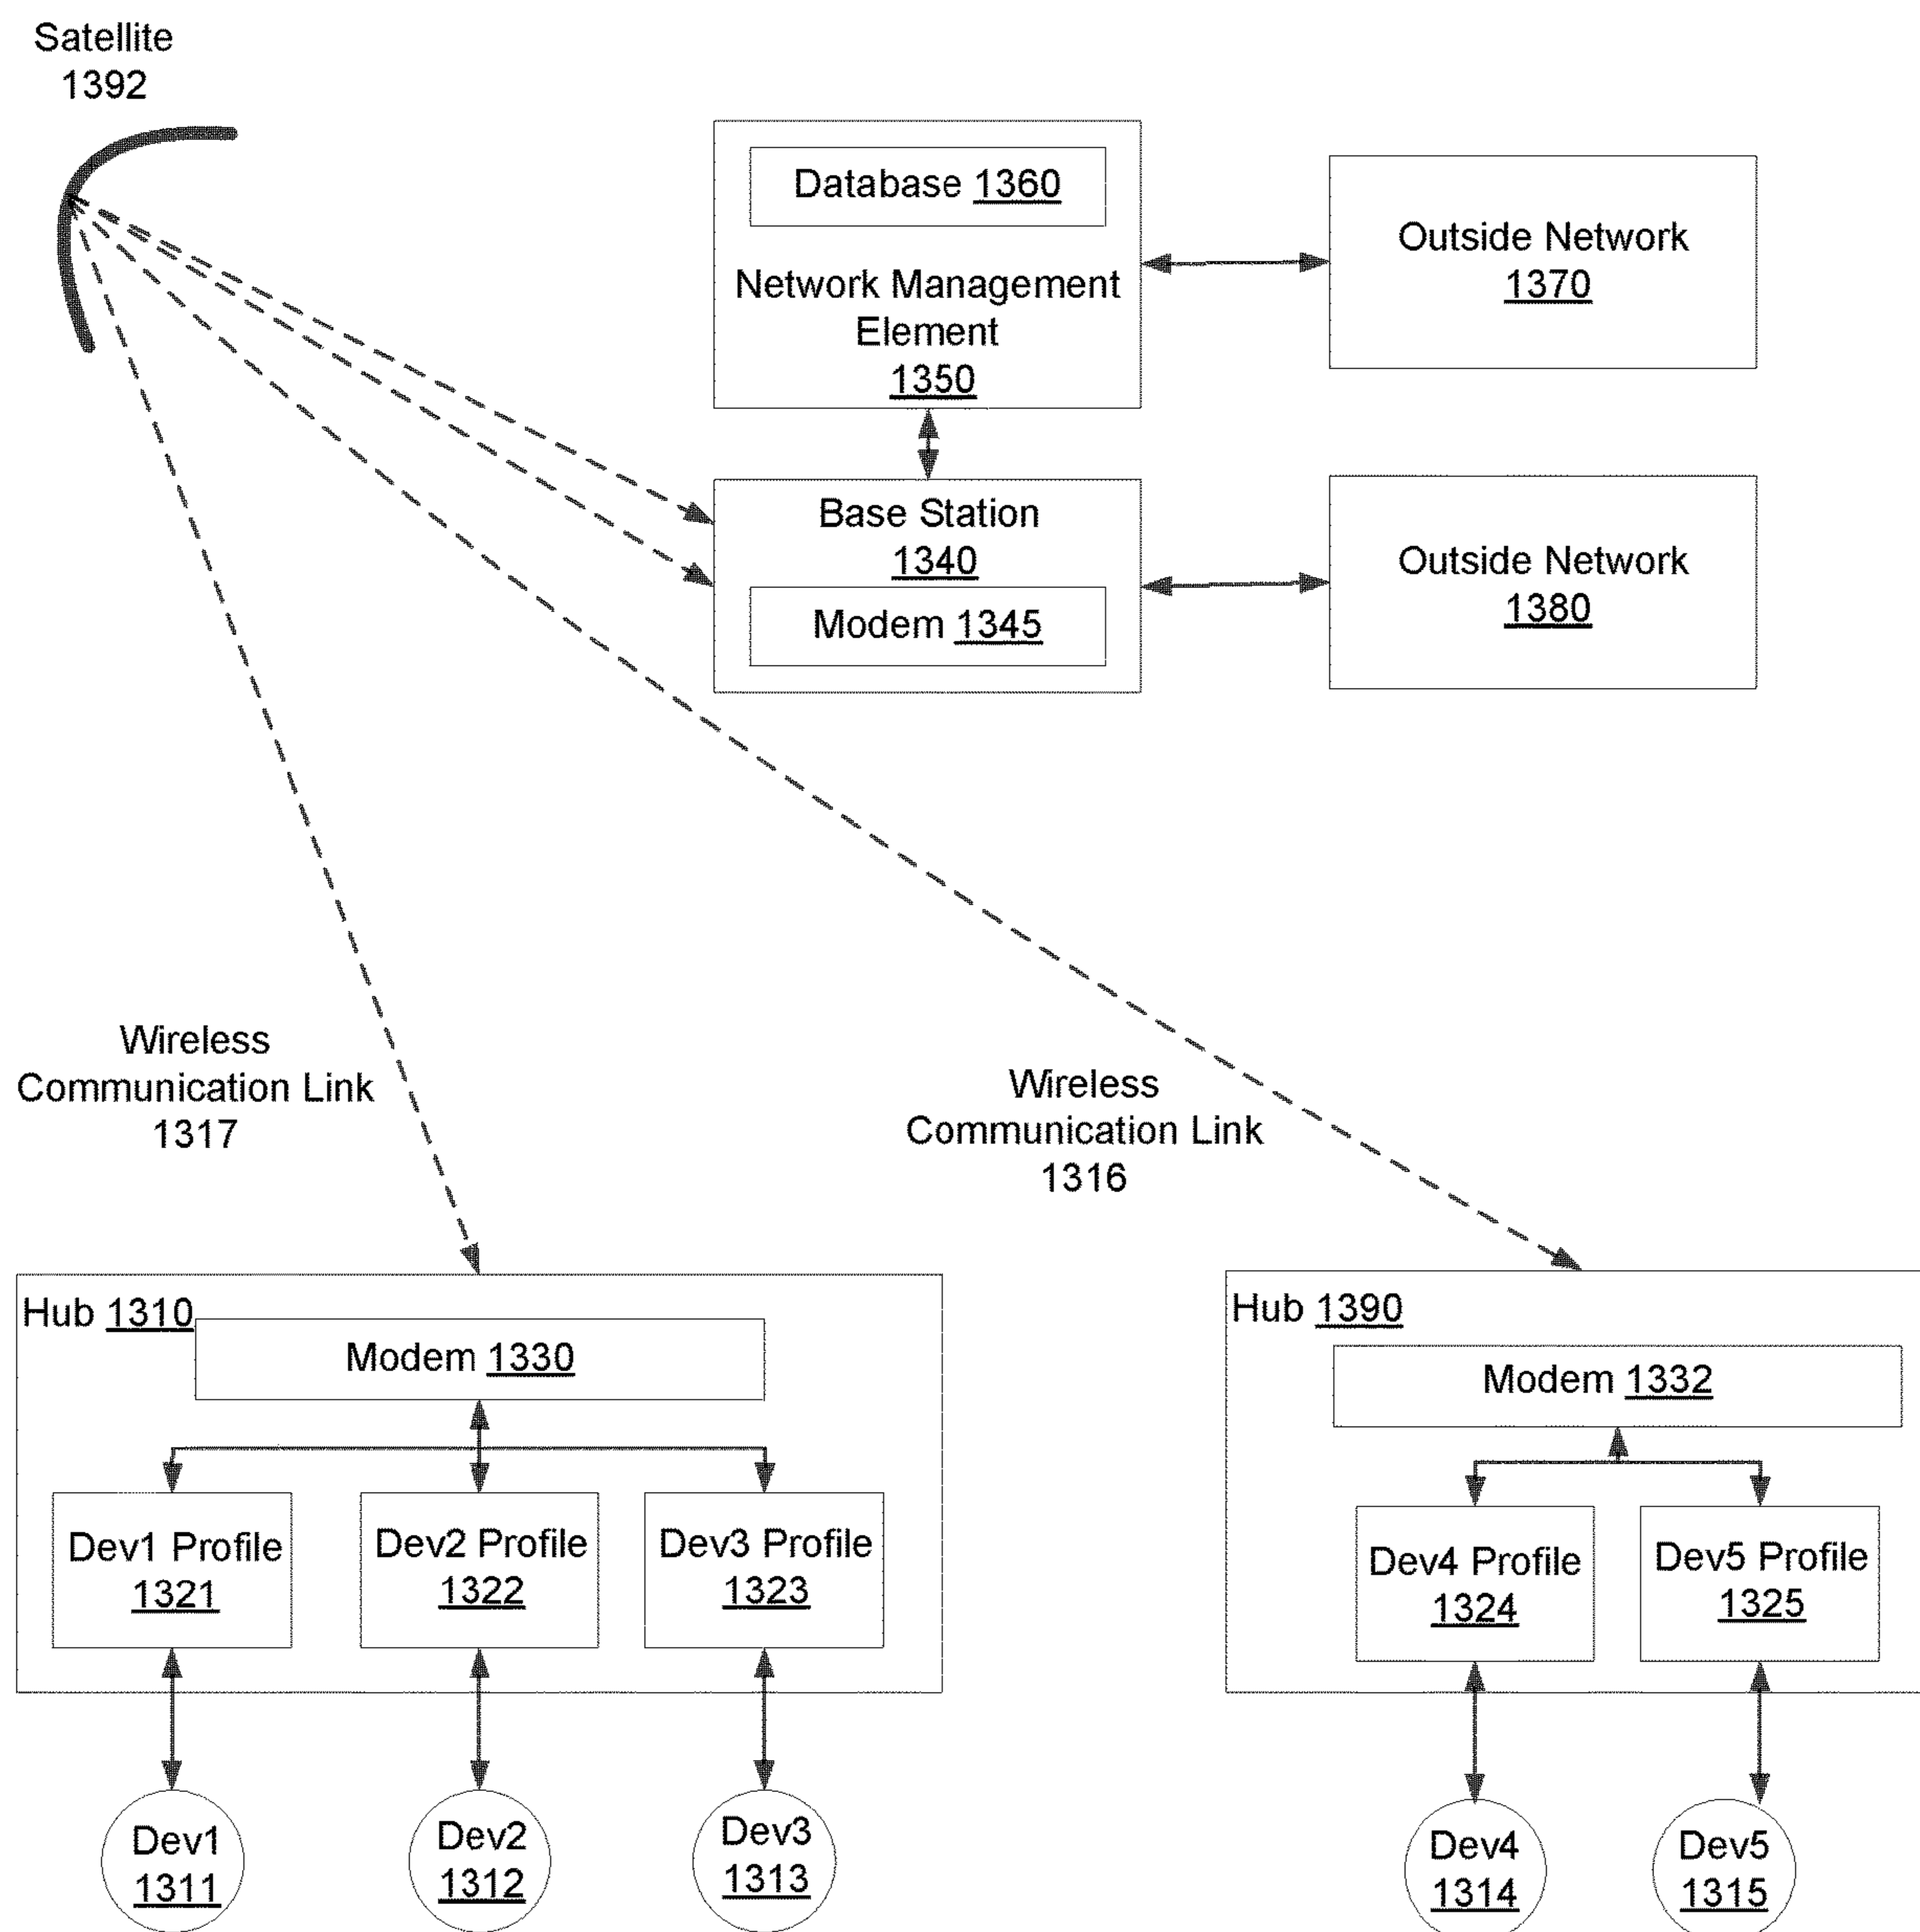 Satellite
1392
Database 1360
Network Management
Element
1350
Outside Network
1370
Base Station
1340
Modem 1345
Outside Network
1380
Wireless
Communication Link
1317
Wireless
Communication Link
1316
Hub 1310
Modem 1330
Dev1 Profile
1321
Dev2 Profile
1322
Dev3 Profile
1323
Hub 1390
Modem 1332
Dev4 Profile
1324
Dev5 Profile
1325
Dev1
1311
Dev2
1312
Dev3
1313
Dev4
1314
Dev5
1315